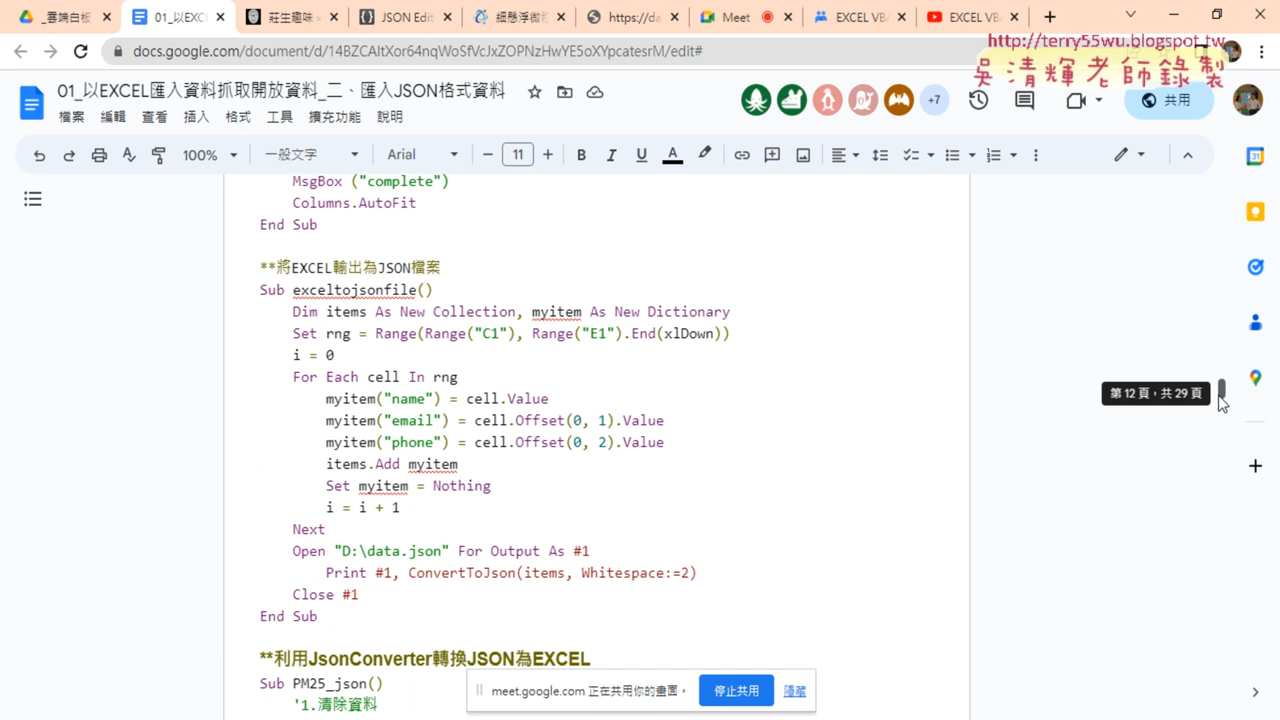 _雲端白板
01_以EXC
莊生趣味
JSON Edit
細懸浮微粒
https://da
Meet
EXCEL VBA
EXCEL VB
docs.google.com/document/d/14BZCAltXor64nqWoSfVcJxZOPNzHwYE5oXYpcatesrM/edit#
http://terry55wu.blogspot.tw
吳清輝老師錄製
01_以EXCEL匯入資料抓取開放資料_二、匯入JSON格式資料
+7
共用
檔案 編輯 查看 插入 格式 工具 擴充功能 說明
100% 一般文字 Arial 11
MsgBox ("complete")
Columns.AutoFit
End Sub
**將EXCEL輸出為JSON檔案
Sub exceltojsonfile()
Dim items As New Collection, myitem As New Dictionary
Set rng = Range(Range("C1"), Range("E1").End(xlDown))
i = 0
For Each cell In rng
myitem("name") = cell.Value
myitem("email") = cell.Offset(0, 1).Value
myitem("phone") = cell.Offset(0, 2).Value
items.Add myitem
Set myitem = Nothing
i = i + 1
Next
Open "D:\data.json" For Output As #1
Print #1, ConvertToJson(items, Whitespace:=2)
Close #1
End Sub
第 12 頁，共 29 頁
**利用JsonConverter轉換JSON為EXCEL
Sub PM25_json()
'1.清除資料
meet.google.com 正在共用你的畫面。 停止共用 隱藏